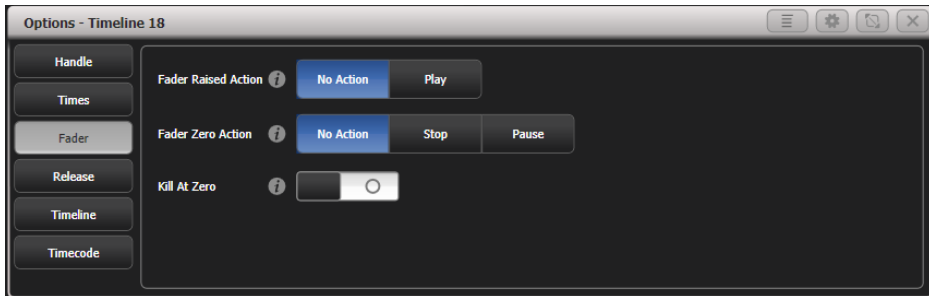 Options - Timeline 18
Handle
Times
Fader
Release
Timeline
Timecode
Fader Raised Action i No Action Play
Fader Zero Action i No Action Stop Pause
Kill At Zero i